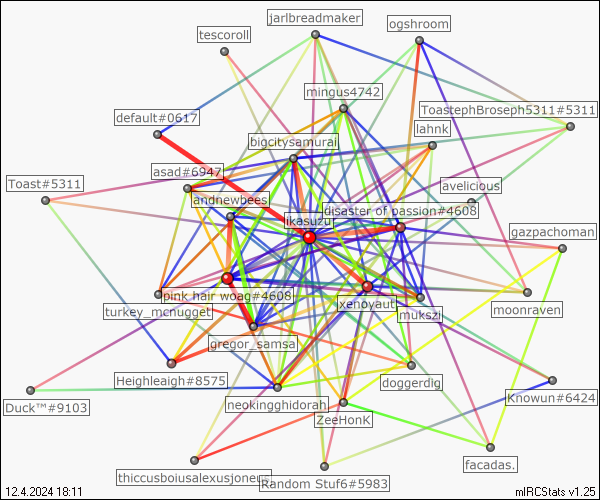 jarlbreadmaker
ogshroom
tescoroll
mingus4742
ToastephBroseph5311#5311
default#0617
lahnk
bigcitysamurai
asad#6947
Toast#5311
avelicious
andnewbees
disaster of passion#4608
jikasuzu
gazpachoman
pink hair woag#4608
xenoyaut
turkey_mcnugget
mukszi
moonraven
gregor_samsa
Heighleaigh#8575
doggerdig
Knowun#6424
Duck™#9103
neokingghidorah
ZeeHonK
facadas.
thiccusboiusalexusjoneu
Random Stuf6#5983
12.4.2024 18:11
mIRCStats v1.25